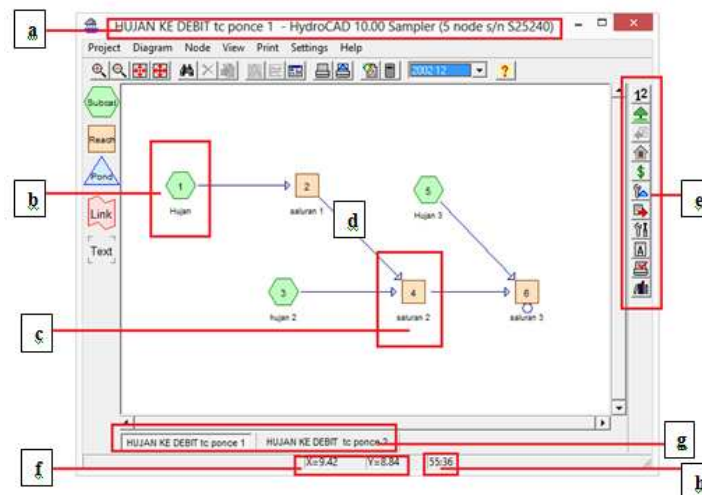 a
HUJAN KE DEBIT tc ponce 1 - HydroCAD 10.00 Sampler (5 node s/n S25240)
Project Diagram Node View Print Settings Help
2002 12
?
Subcat
Reach
Pond
Link
Text
b
1
Hujan
2
saluran 1
d
5
Hujan 3
3
hujan 2
4
saluran 2
6
saluran 3
c
12
$
A
e
HUJAN KE DEBIT tc ponce 1
HUJAN KE DEBIT tc ponce 2
g
f
X=9.42 Y=8.84 55:36
h